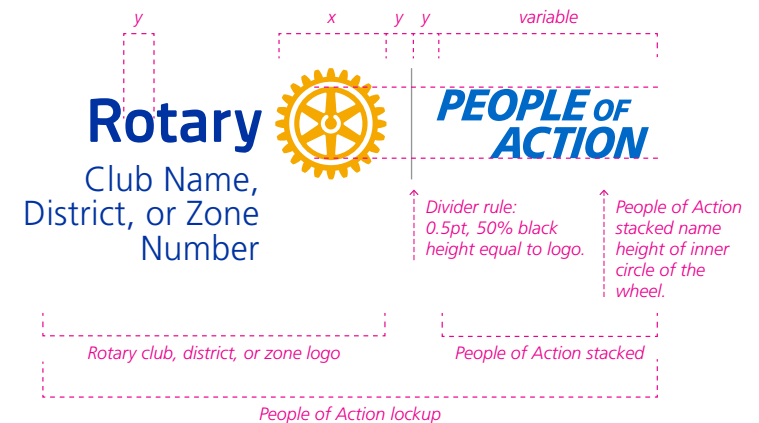 y
x
y
y
variable
Rotary
Club Name,
District, or Zone
Number
PEOPLE OF
ACTION
Divider rule:
0.5pt, 50% black
height equal to logo.
People of Action
stacked name
height of inner
circle of the
wheel.
Rotary club, district, or zone logo
People of Action stacked
People of Action lockup